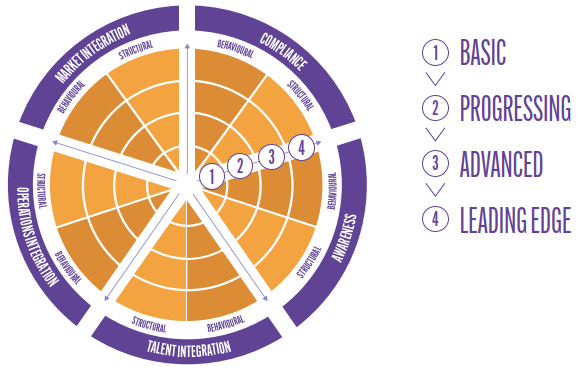 MARKET INTEGRATION
STRUCTURAL
BEHAVIOURAL
COMPLIANCE
BEHAVIOURAL
STRUCTURAL
AWARENESS
BEHAVIOURAL
STRUCTURAL
TALENT INTEGRATION
STRUCTURAL
BEHAVIOURAL
OPERATIONS INTEGRATION
STRUCTURAL
BEHAVIOURAL
1
2
3
4
1 BASIC
2 PROGRESSING
3 ADVANCED
4 LEADING EDGE